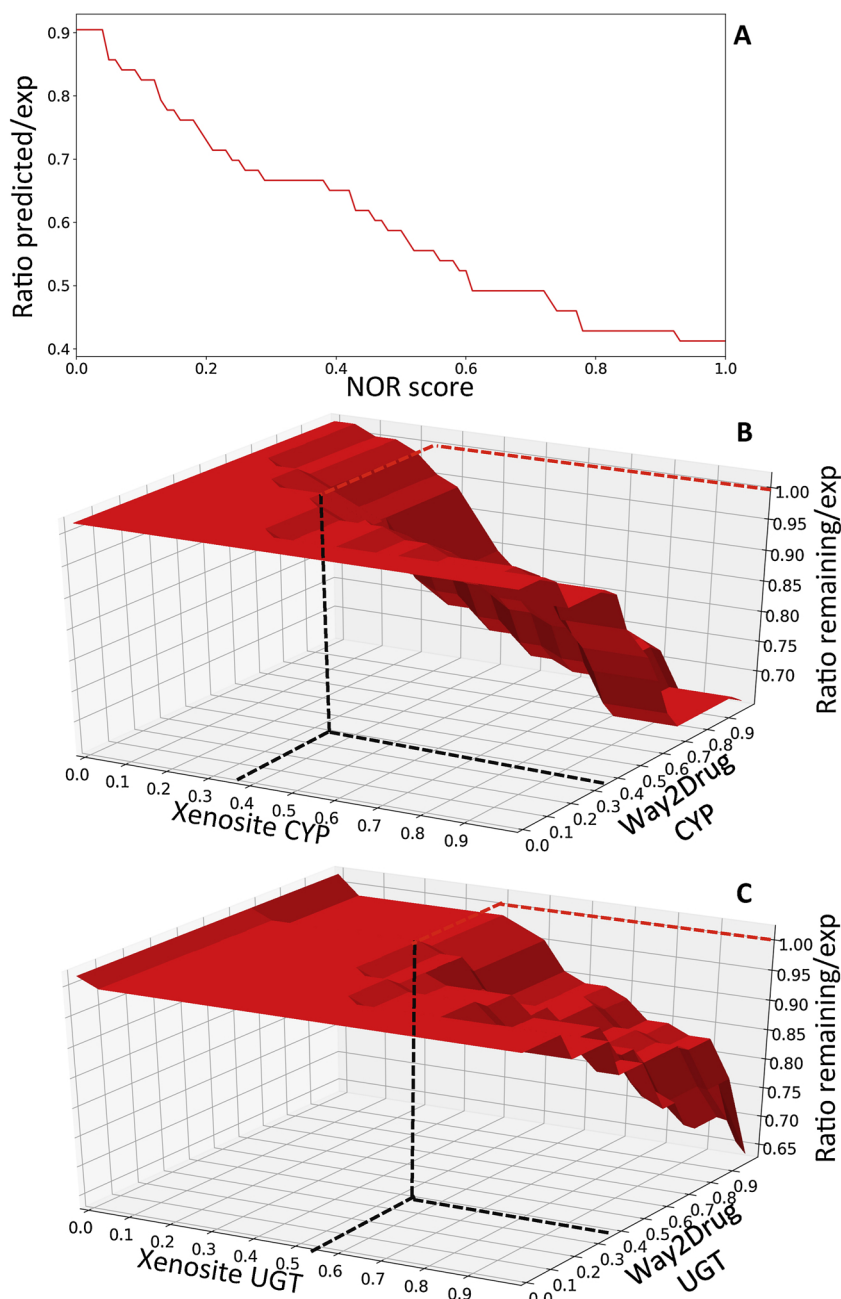 A
0.9
0.8
0.7
0.6
0.5
0.4
Ratio predicted/exp
0.0 0.2 0.4 0.6 0.8 1.0
NOR score
B
1.00
0.95
0.90
0.85
0.80
0.75
0.70
Ratio remaining/exp
0.0 0.1 0.2 0.3 0.4 0.5 0.6 0.7 0.8 0.9
Xenosite CYP
0.0 0.1 0.2 0.3 0.4 0.5 0.6 0.7 0.8 0.9
Way2Drug
CYP
C
1.00
0.95
0.90
0.85
0.80
0.75
0.70
0.65
Ratio remaining/exp
0.0 0.1 0.2 0.3 0.4 0.5 0.6 0.7 0.8 0.9
Xenosite UGT
0.0 0.1 0.2 0.3 0.4 0.5 0.6 0.7 0.8 0.9
Way2Drug
UGT